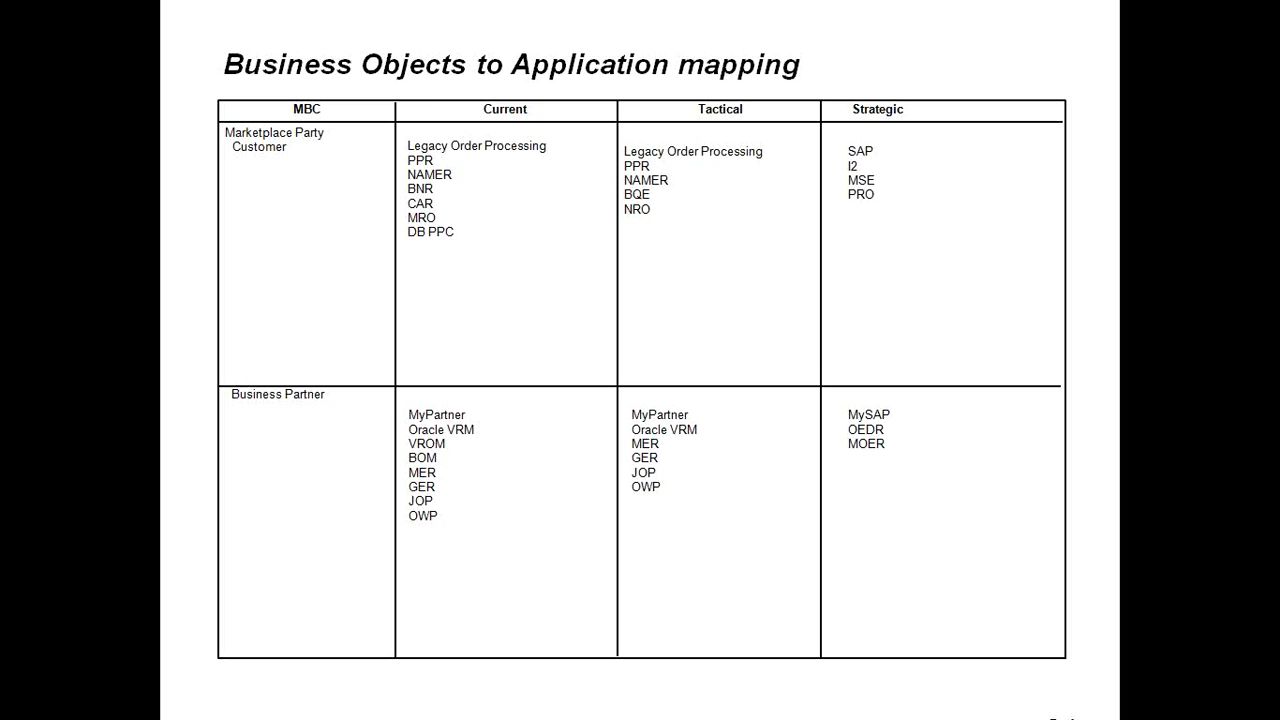 Business Objects to Application mapping
MBC Current Tactical Strategic
Marketplace Party
Customer
Legacy Order Processing
PPR
NAMER
BNR
CAR
MRO
DB PPC
Legacy Order Processing
PPR
NAMER
BQE
NRO
SAP
I2
MSE
PRO
Business Partner
MyPartner
Oracle VRM
VROM
BOM
MER
GER
JOP
OWP
MyPartner
Oracle VRM
MER
GER
JOP
OWP
MySAP
OEDR
MOER